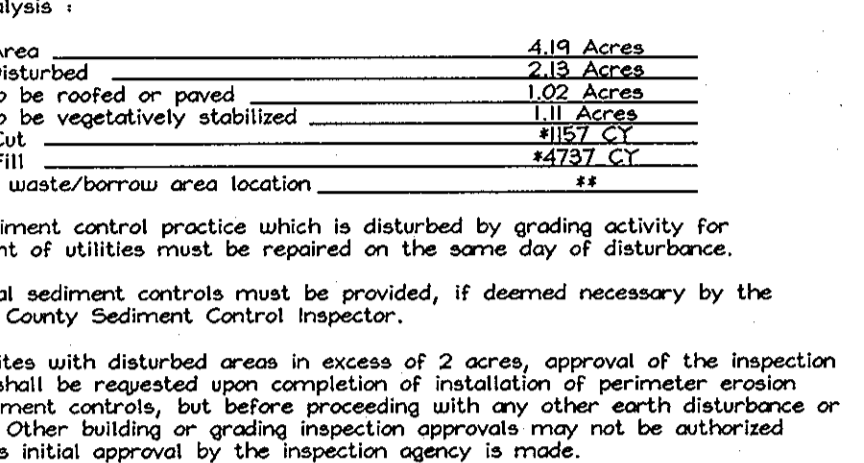 alysis :
Area 4.19 Acres
Disturbed 2.13 Acres
o be roofed or paved 1.02 Acres
o be vegetatively stabilized 1.11 Acres
Cut *1157 CY
Fill *4737 CY
waste/borrow area location **
iment control practice which is disturbed by grading activity for
nt of utilities must be repaired on the same day of disturbance.
al sediment controls must be provided, if deemed necessary by the
County Sediment Control Inspector.
ites with disturbed areas in excess of 2 acres, approval of the inspection
shall be requested upon completion of installation of perimeter erosion
ment controls, but before proceeding with any other earth disturbance or
Other building or grading inspection approvals may not be authorized
s initial approval by the inspection agency is made.